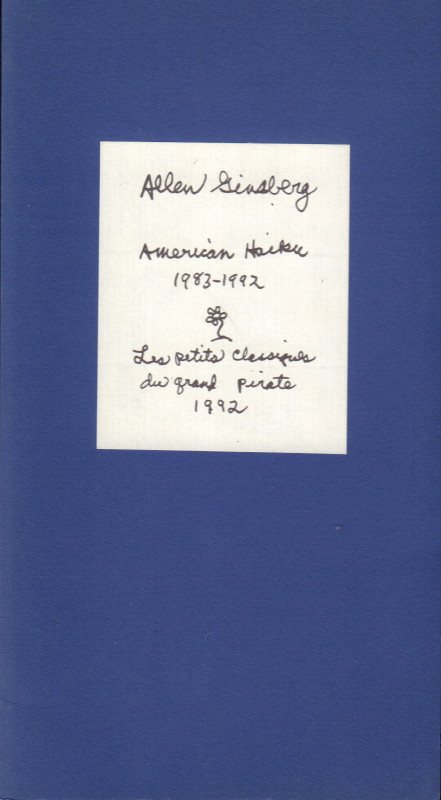 Allen Ginsberg
American Haiku
1983-1992
Les petits classiques
du grand pirate
1992